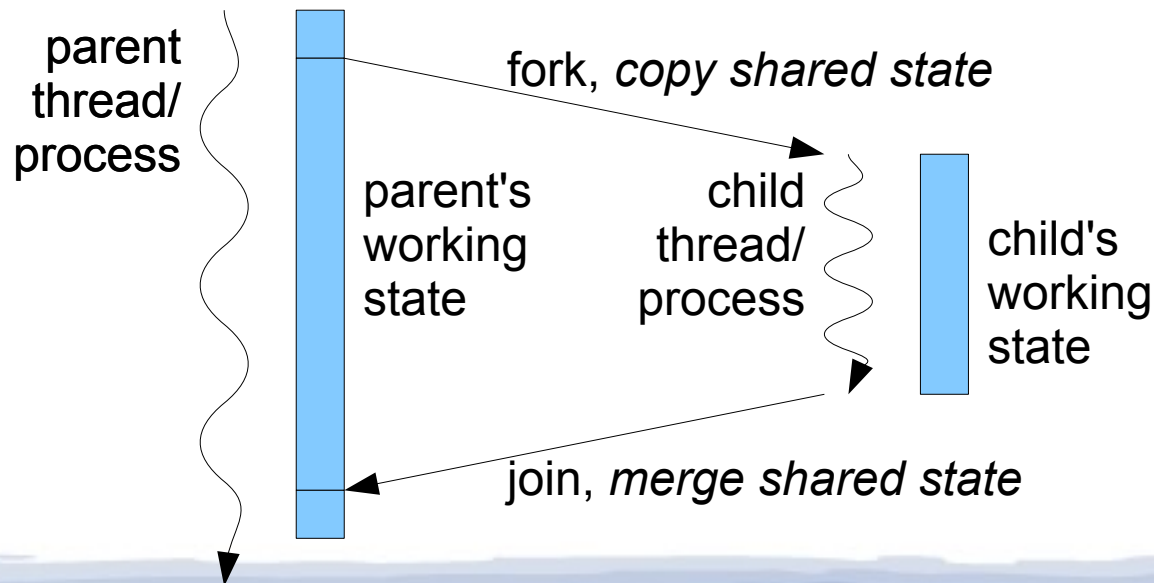 parent
thread/
process
fork, copy shared state
parent's
working
state
child
thread/
process
child's
working
state
join, merge shared state